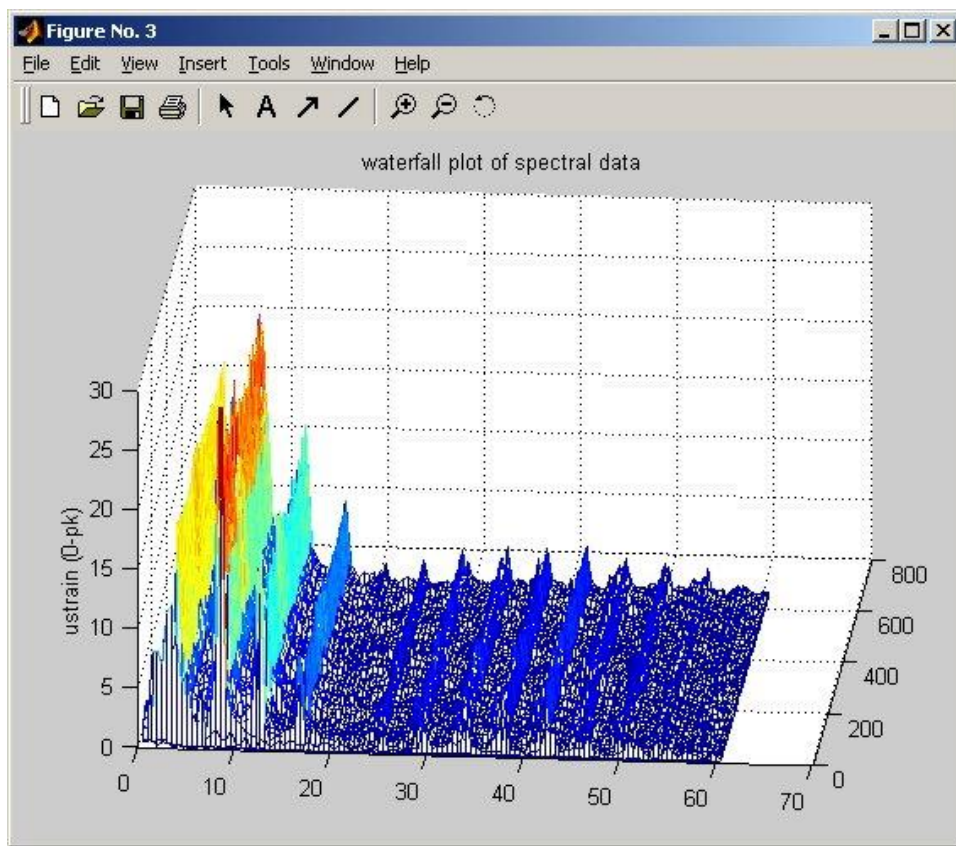 Figure No. 3
File Edit View Insert Tools Window Help
A
waterfall plot of spectral data
30
25
20
15
10
5
0
ustrain (0-pk)
0 10 20 30 40 50 60 70
0
200
400
600
800